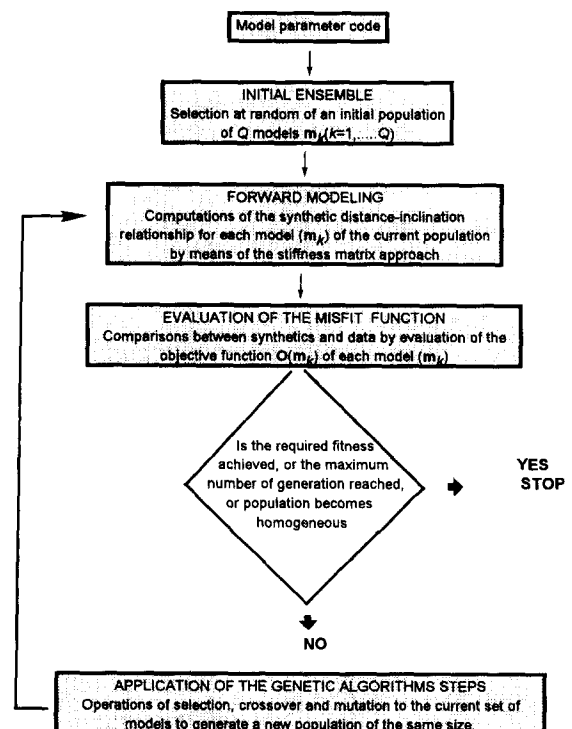 Model parameter code
INITIAL ENSEMBLE
Selection at random of an initial population
of Q models mk(k=1,....Q)
FORWARD MODELING
Computations of the synthetic distance-inclination
relationship for each model (mk) of the current population
by means of the stiffness matrix approach
EVALUATION OF THE MISFIT FUNCTION
Comparisons between synthetics and data by evaluation of the
objective function O(mk) of each model (mk)
Is the required fitness
achieved, or the maximum
number of generation reached,
or population becomes
homogeneous
YES
STOP
NO
APPLICATION OF THE GENETIC ALGORITHMS STEPS
Operations of selection, crossover and mutation to the current set of
models to generate a new population of the same size.